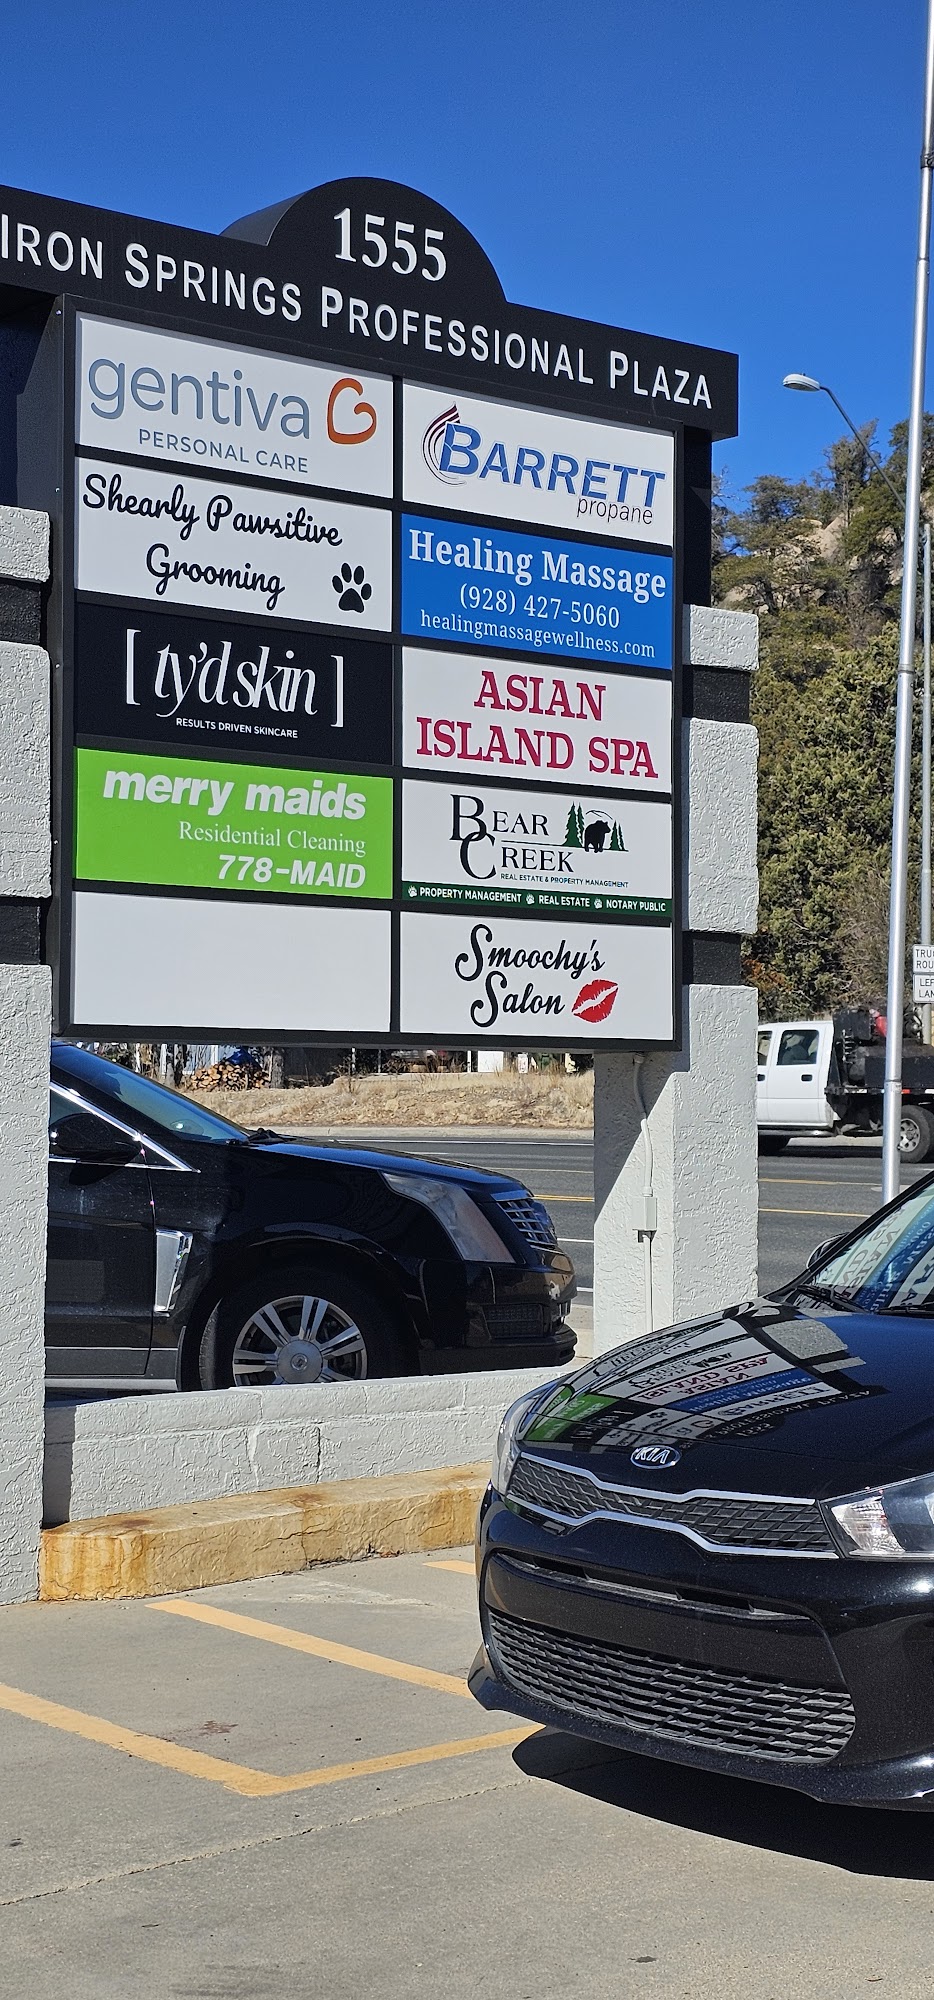 1555
IRON SPRINGS PROFESSIONAL PLAZA
gentiva
PERSONAL CARE
BARRETT
propane
Shearly Pawsitive
Grooming
Healing Massage
(928) 427-5060
healingmassagewellness.com
[ ty'd skin ]
RESULTS DRIVEN SKINCARE
ASIAN
ISLAND SPA
merry maids
Residential Cleaning
778-MAID
BEAR
CREEK
REAL ESTATE & PROPERTY MANAGEMENT
PROPERTY MANAGEMENT REAL ESTATE NOTARY PUBLIC
Smoochy's
Salon
KIA